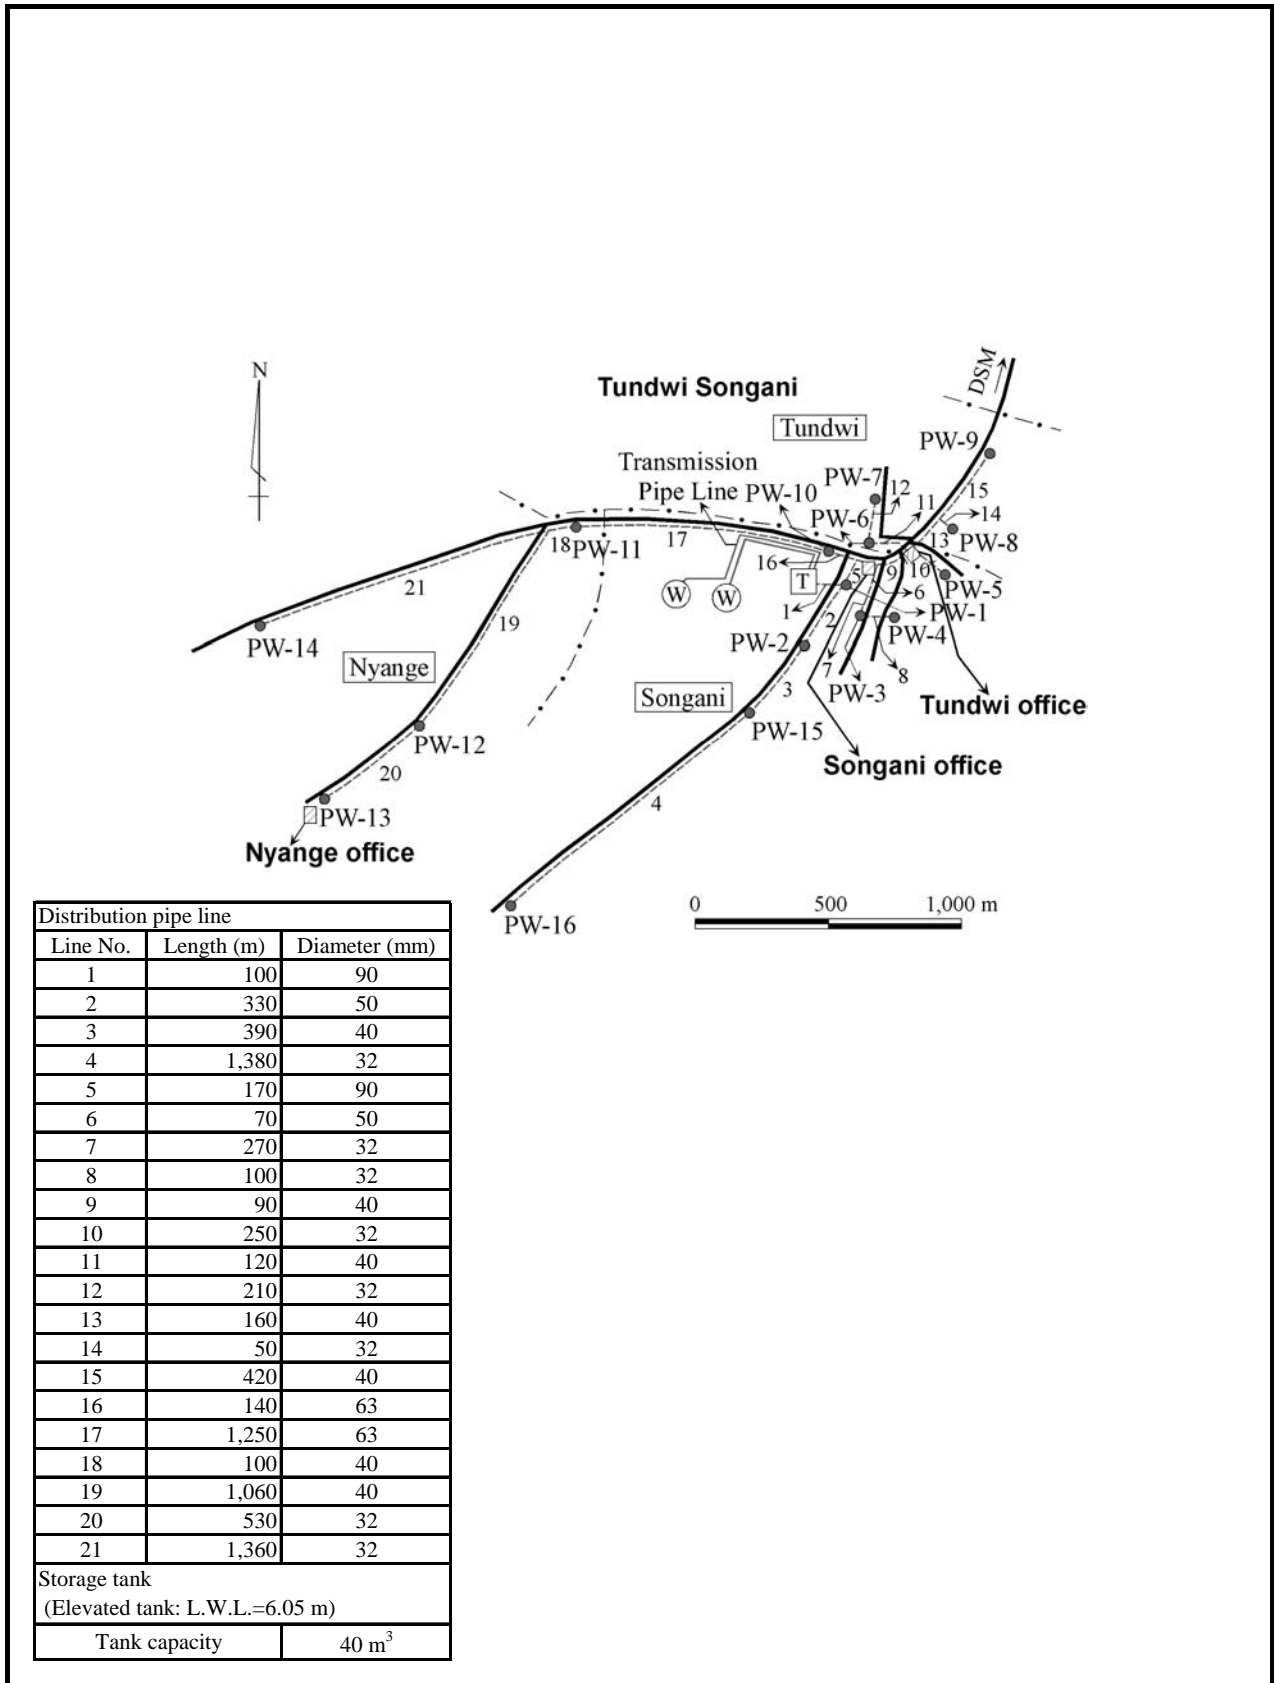 N
DSM
Tundwi Songani
Tundwi
PW-9
Transmission
Pipe Line
PW-10
PW-7
12
11
15
PW-6
14
13
18
PW-11
17
16
PW-8
5
9
10
T
W
W
6
PW-5
21
1
PW-1
2
19
PW-4
PW-14
PW-2
7
8
Nyange
3
PW-3
Songani
Tundwi office
PW-15
PW-12
Songani office
20
4
PW-13
Nyange office
0 500 1,000 m
PW-16
Distribution pipe line
Line No. Length (m) Diameter (mm)
1 100 90
2 330 50
3 390 40
4 1,380 32
5 170 90
6 70 50
7 270 32
8 100 32
9 90 40
10 250 32
11 120 40
12 210 32
13 160 40
14 50 32
15 420 40
16 140 63
17 1,250 63
18 100 40
19 1,060 40
20 530 32
21 1,360 32
Storage tank
(Elevated tank: L.W.L.=6.05 m)
Tank capacity 40 m³